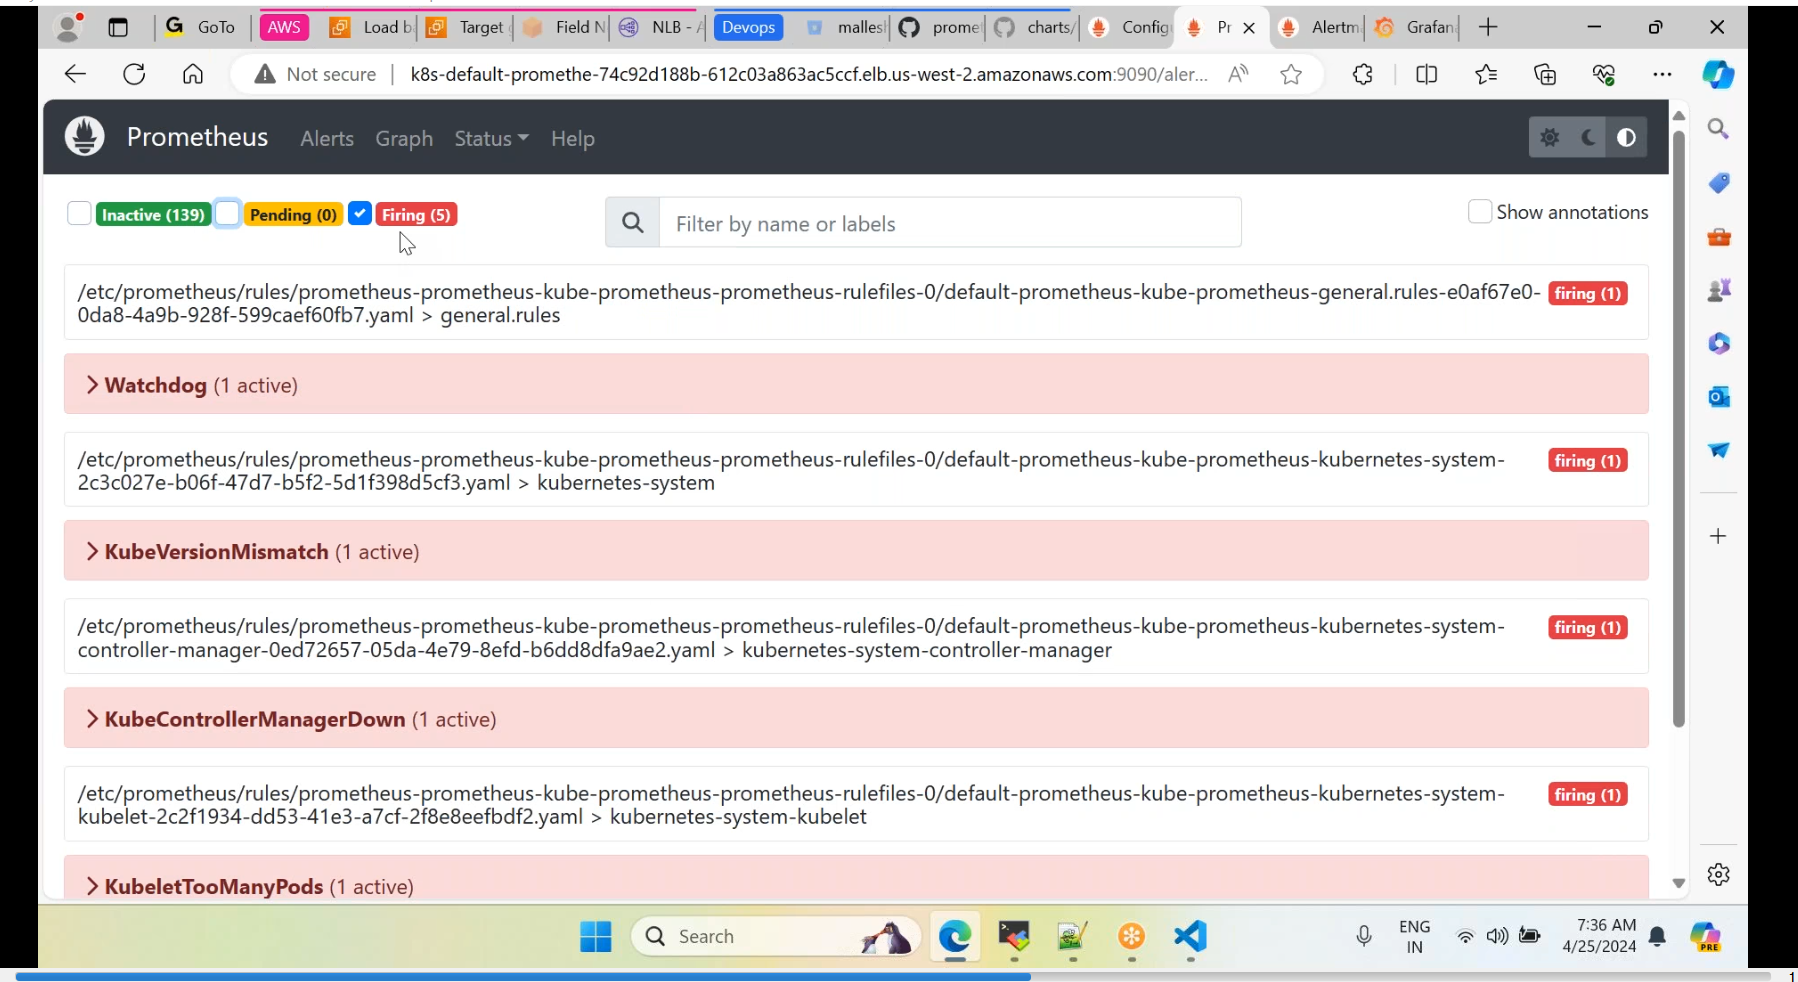 GoTo
AWS
Load b
Target
Field N
NLB - A
Devops
malles
prome
charts/
Config
Pr
Alertm
Grafana
Not secure
k8s-default-promethe-74c92d188b-612c03a863ac5ccf.elb.us-west-2.amazonaws.com:9090/aler...
Prometheus
Alerts
Graph
Status
Help
Inactive (139)
Pending (0)
Firing (5)
Filter by name or labels
Show annotations
/etc/prometheus/rules/prometheus-prometheus-kube-prometheus-prometheus-rulefiles-0/default-prometheus-kube-prometheus-general.rules-e0af67e0-
0da8-4a9b-928f-599caef60fb7.yaml > general.rules
firing (1)
Watchdog (1 active)
/etc/prometheus/rules/prometheus-prometheus-kube-prometheus-prometheus-rulefiles-0/default-prometheus-kube-prometheus-kubernetes-system-
2c3c027e-b06f-47d7-b5f2-5d1f398d5cf3.yaml > kubernetes-system
firing (1)
KubeVersionMismatch (1 active)
/etc/prometheus/rules/prometheus-prometheus-kube-prometheus-prometheus-rulefiles-0/default-prometheus-kube-prometheus-kubernetes-system-
controller-manager-0ed72657-05da-4e79-8efd-b6dd8dfa9ae2.yaml > kubernetes-system-controller-manager
firing (1)
KubeControllerManagerDown (1 active)
/etc/prometheus/rules/prometheus-prometheus-kube-prometheus-prometheus-rulefiles-0/default-prometheus-kube-prometheus-kubernetes-system-
kubelet-2c2f1934-dd53-41e3-a7cf-2f8e8eefbdf2.yaml > kubernetes-system-kubelet
firing (1)
KubeletTooManyPods (1 active)
Search
ENG
IN
7:36 AM
4/25/2024
PRE